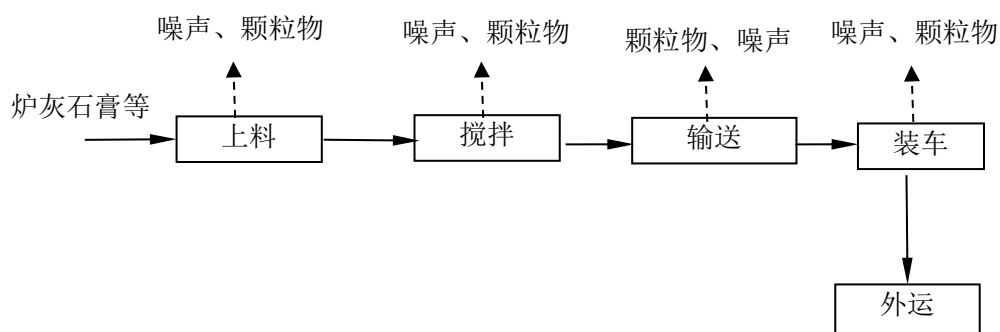 噪声、颗粒物
噪声、颗粒物
颗粒物、噪声
噪声、颗粒物
炉灰石膏等
上料
搅拌
输送
装车
外运